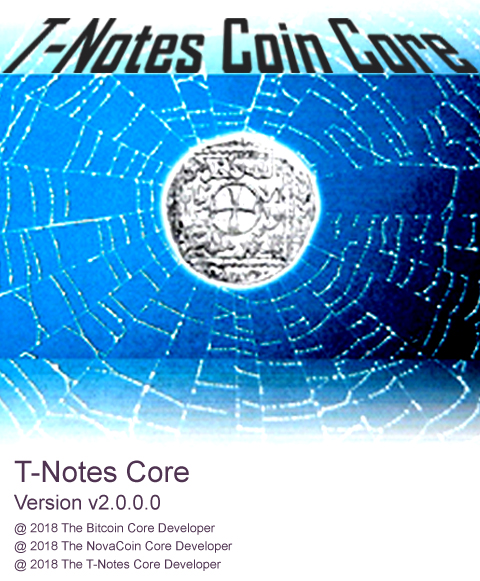 T-Notes Coin Core
T-Notes Core
Version v2.0.0.0
@ 2018 The Bitcoin Core Developer
@ 2018 The NovaCoin Core Developer
@ 2018 The T-Notes Core Developer